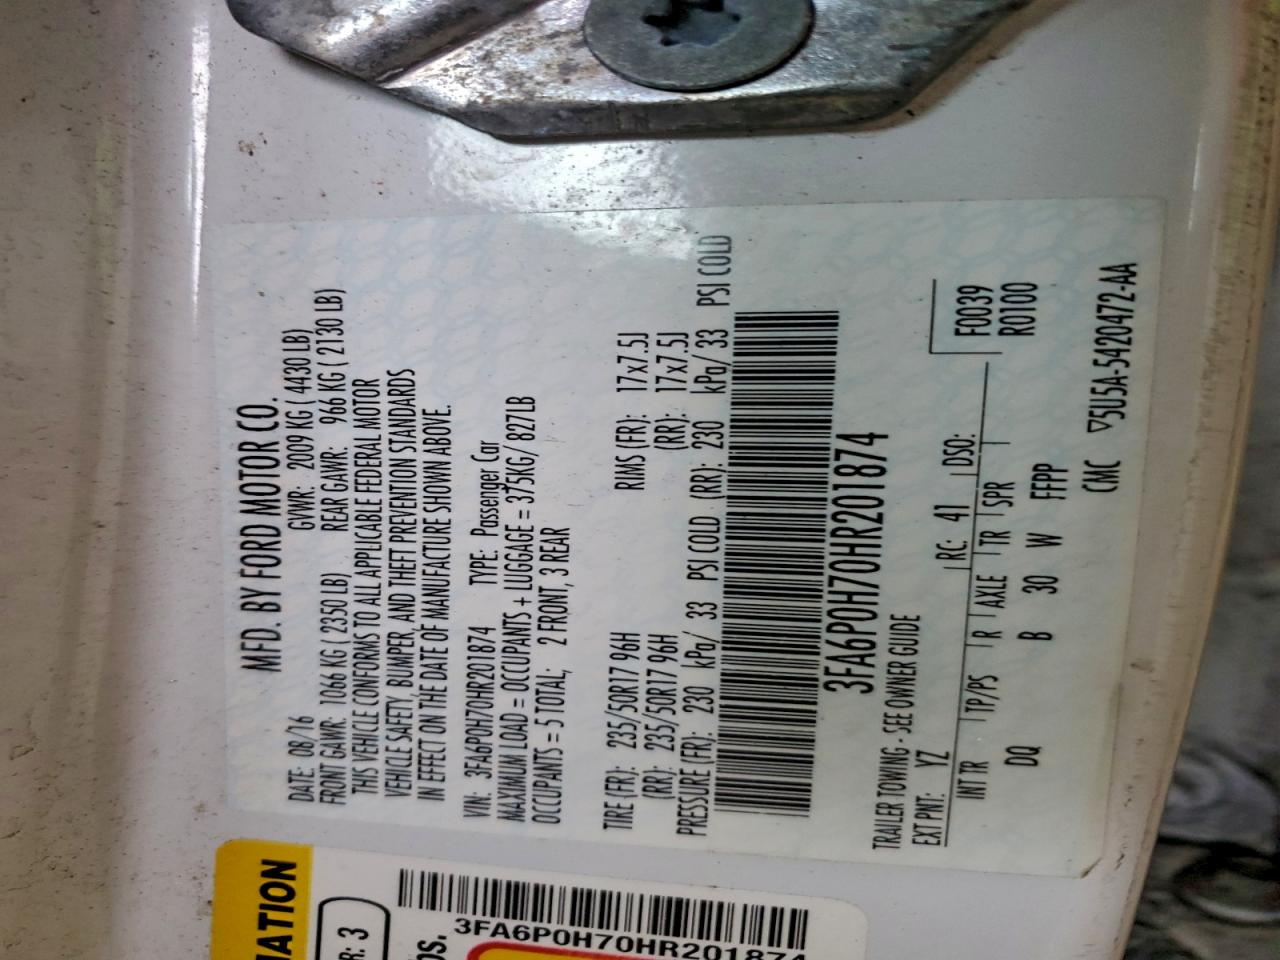 MFD. BY FORD MOTOR CO.
DATE: 08/16 GVWR: 2009 KG ( 4430 LB)
FRONT GAWR: 1066 KG ( 2350 LB) REAR GAWR: 966 KG ( 2130 LB)
THIS VEHICLE CONFORMS TO ALL APPLICABLE FEDERAL MOTOR
VEHICLE SAFETY, BUMPER, AND THEFT PREVENTION STANDARDS
IN EFFECT ON THE DATE OF MANUFACTURE SHOWN ABOVE.
VIN: 3FA6P0H70HR201874 TYPE: Passenger Car
MAXIMUM LOAD = OCCUPANTS + LUGGAGE = 375KG/ 827LB
OCCUPANTS = 5 TOTAL; 2 FRONT, 3 REAR
TIRE (FR): 235/50R17 96H RIMS (FR): 17x7.5J
(RR): 235/50R17 96H (RR): 17x7.5J
PRESSURE (FR): 230 kPa/ 33 PSI COLD (RR): 230 kPa/ 33 PSI COLD
3FA6P0H70HR201874
TRAILER TOWING - SEE OWNER GUIDE
EXT PNT: YZ RC: 41 DSO: F0039
INT TR TP/PS R AXLE TR SPR R0100
DQ B 30 W FFPP
CMC ▽5U5A-5420472-AA
MATION
R: 3
os.
3FA6P0H70HR201874